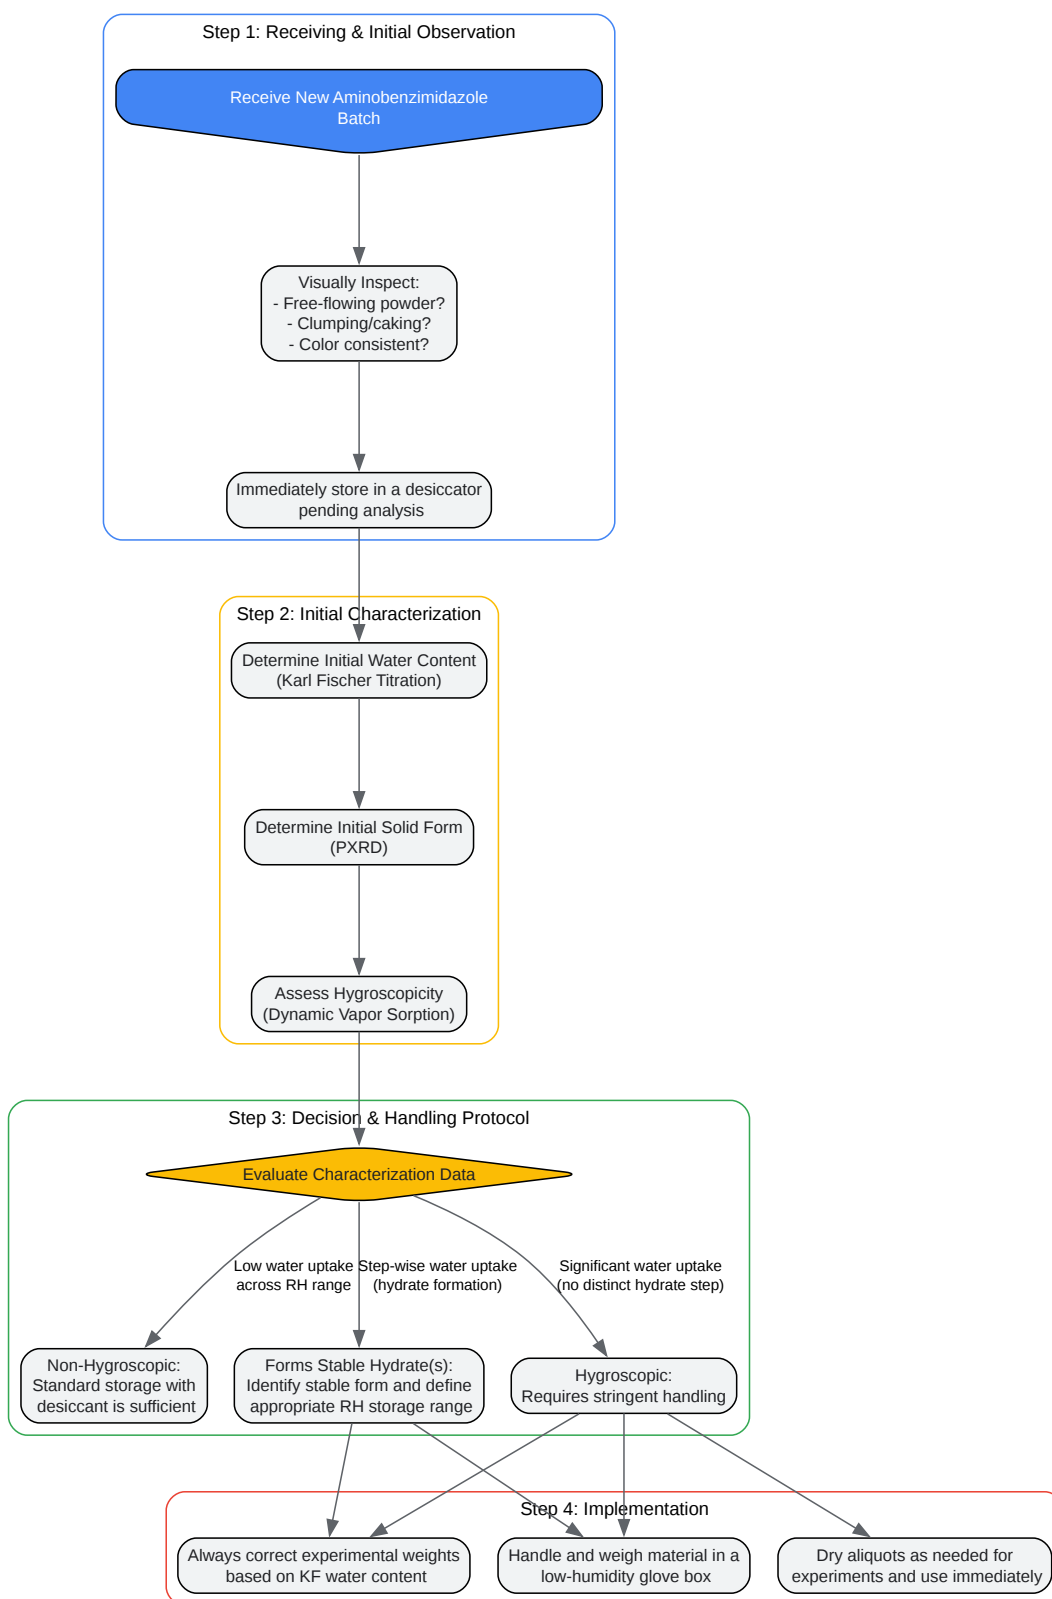 Step 1: Receiving & Initial Observation
Receive New Aminobenzimidazole
Batch
Visually Inspect:
- Free-flowing powder?
- Clumping/caking?
- Color consistent?
Immediately store in a desiccator
pending analysis
Step 2: Initial Characterization
Determine Initial Water Content
(Karl Fischer Titration)
Determine Initial Solid Form
(PXRD)
Assess Hygroscopicity
(Dynamic Vapor Sorption)
Step 3: Decision & Handling Protocol
Evaluate Characterization Data
Low water uptake
across RH range
Step-wise water uptake
(hydrate formation)
Significant water uptake
(no distinct hydrate step)
Non-Hygroscopic:
Standard storage with
desiccant is sufficient
Forms Stable Hydrate(s):
Identify stable form and define
appropriate RH storage range
Hygroscopic:
Requires stringent handling
Step 4: Implementation
Always correct experimental weights
based on KF water content
Handle and weigh material in a
low-humidity glove box
Dry aliquots as needed for
experiments and use immediately